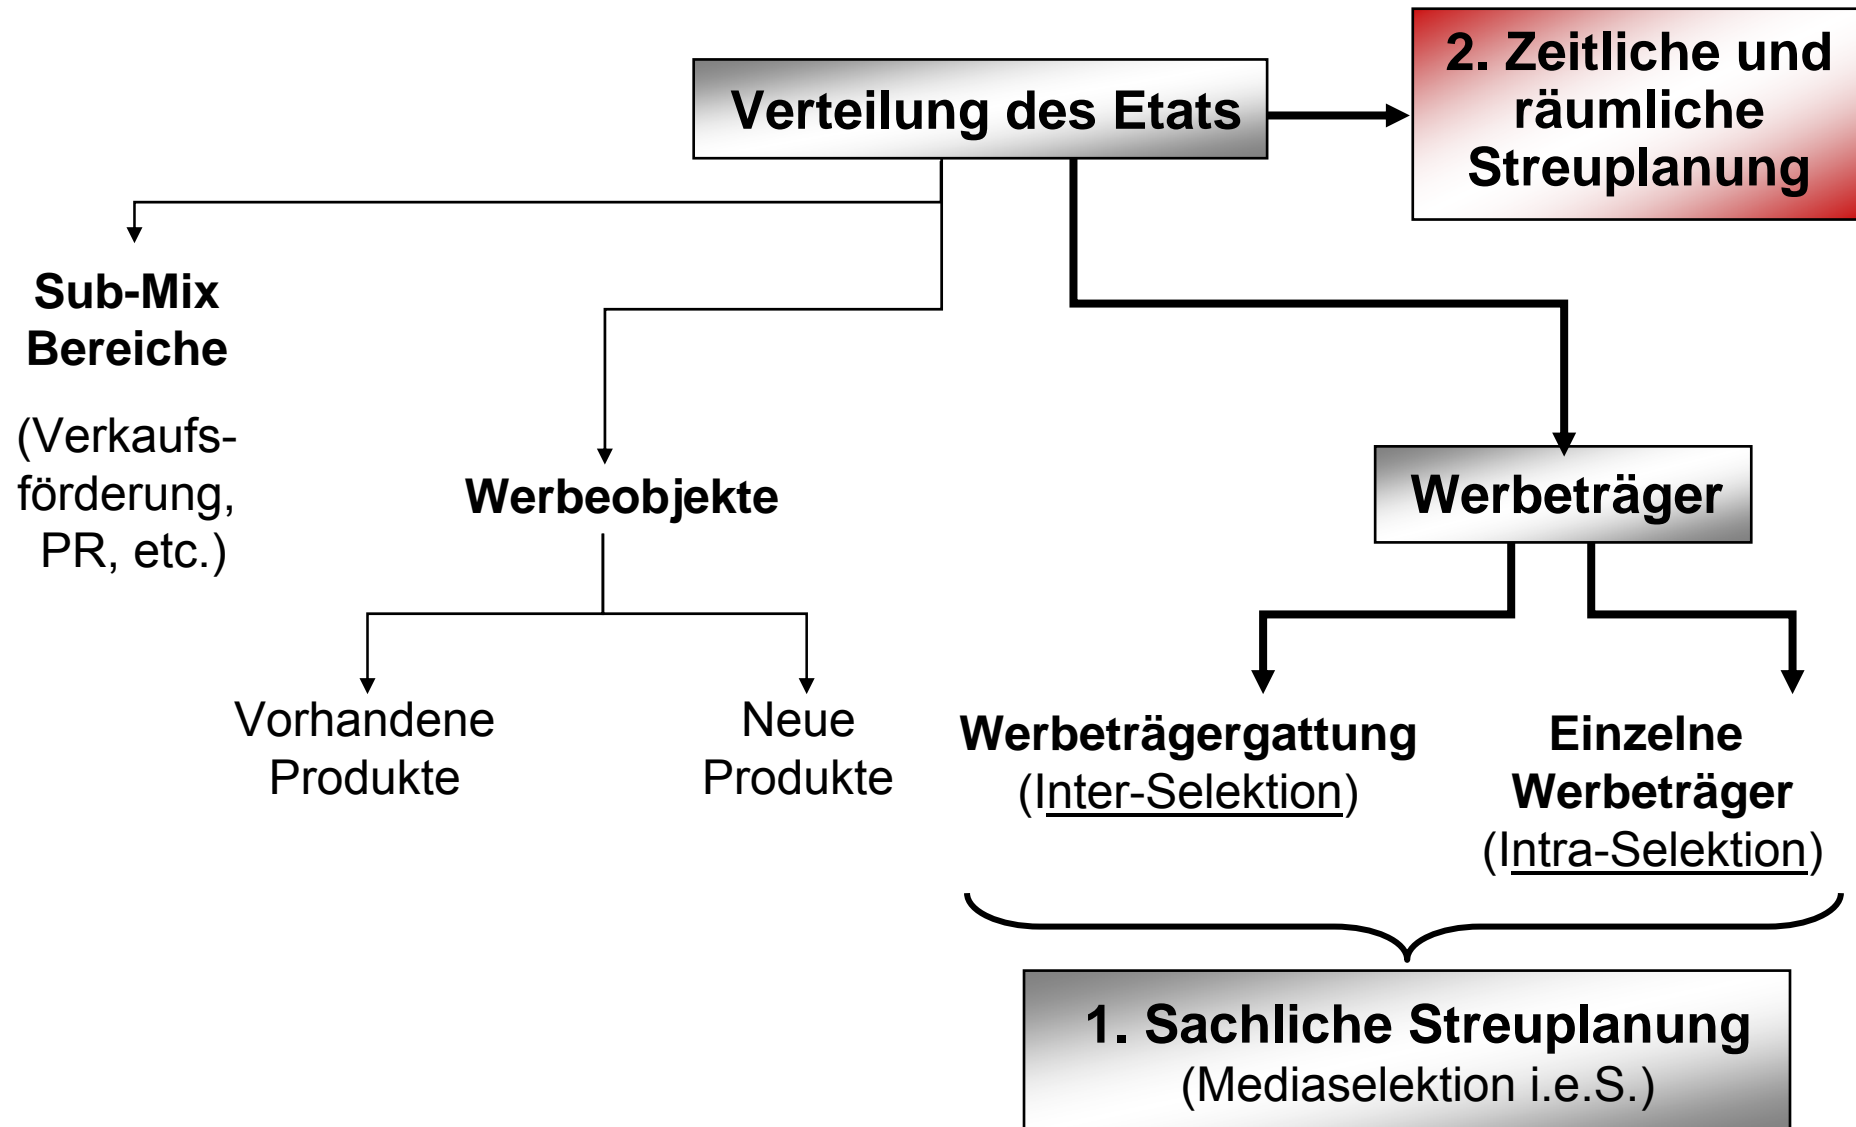 2. Zeitliche und
räumliche
Streuplanung
Verteilung des Etats
Sub-Mix
Bereiche
(Verkaufs-
förderung,
PR, etc.)
Werbeobjekte
Werbeträger
Vorhandene
Produkte
Neue
Produkte
Werbeträgergattung
(Inter-Selektion)
Einzelne
Werbeträger
(Intra-Selektion)
1. Sachliche Streuplanung
(Mediaselektion i.e.S.)